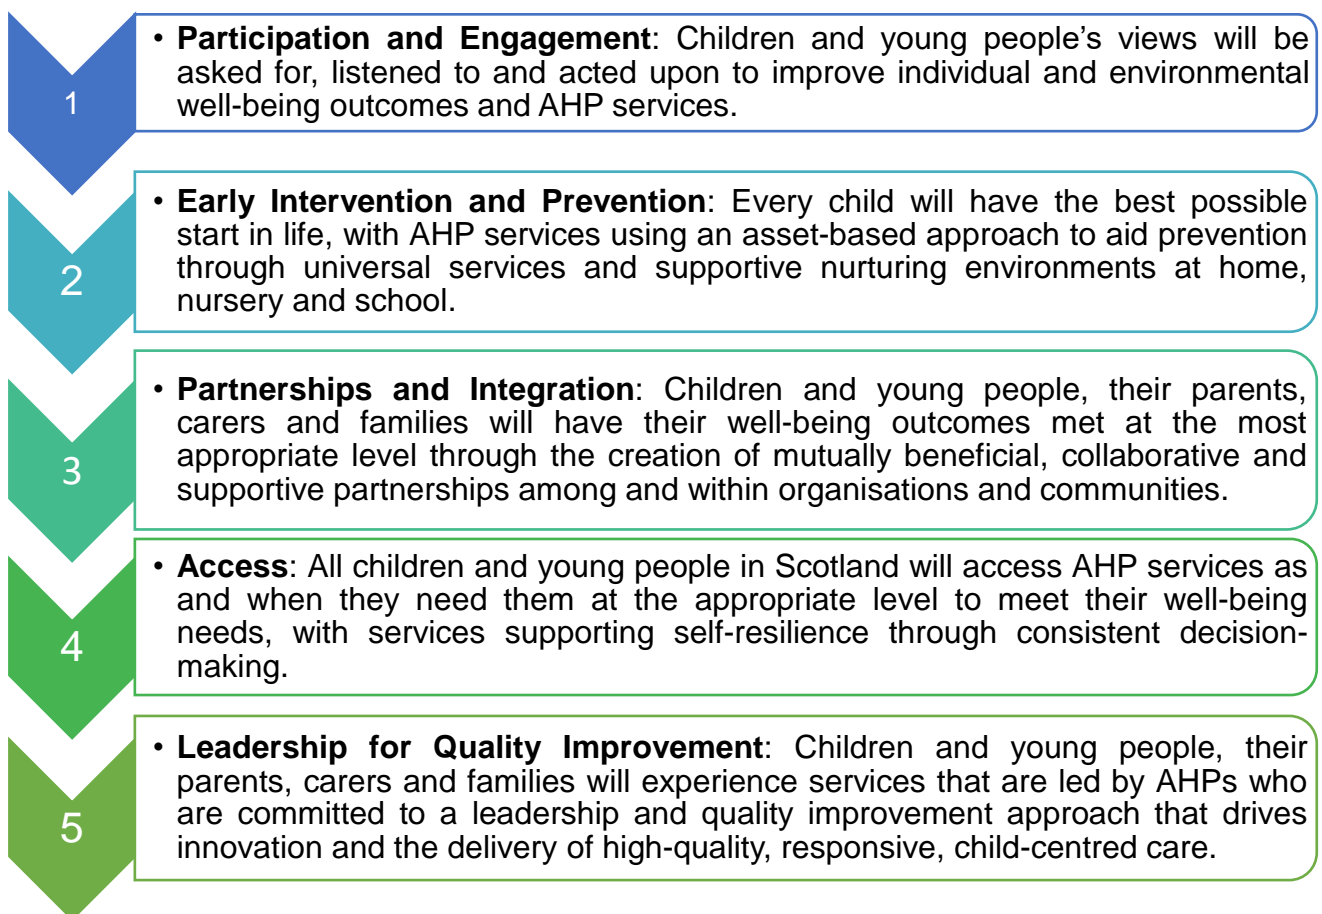 1
• Participation and Engagement: Children and young people’s views will be
asked for, listened to and acted upon to improve individual and environmental
well-being outcomes and AHP services.
2
• Early Intervention and Prevention: Every child will have the best possible
start in life, with AHP services using an asset-based approach to aid prevention
through universal services and supportive nurturing environments at home,
nursery and school.
3
• Partnerships and Integration: Children and young people, their parents,
carers and families will have their well-being outcomes met at the most
appropriate level through the creation of mutually beneficial, collaborative and
supportive partnerships among and within organisations and communities.
4
• Access: All children and young people in Scotland will access AHP services as
and when they need them at the appropriate level to meet their well-being
needs, with services supporting self-resilience through consistent decision-
making.
5
• Leadership for Quality Improvement: Children and young people, their
parents, carers and families will experience services that are led by AHPs who
are committed to a leadership and quality improvement approach that drives
innovation and the delivery of high-quality, responsive, child-centred care.